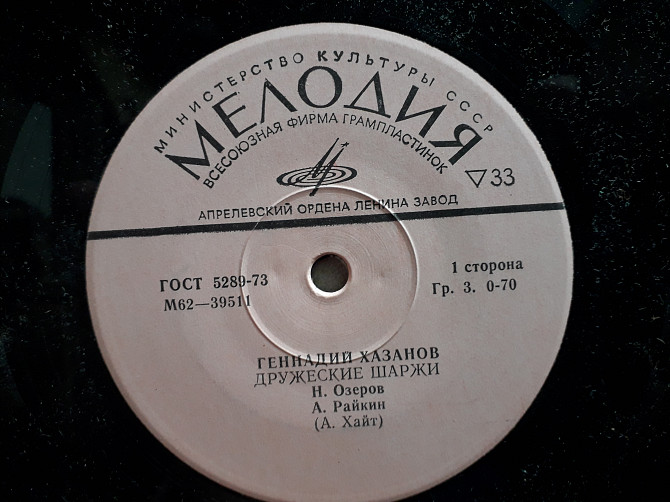 МИНИСТЕРСТВО КУЛЬТУРЫ СССР
МЕЛОДИЯ
ВСЕСОЮЗНАЯ ФИРМА ГРАМПЛАСТИНОК
▽33
АПРЕЛЕВСКИЙ ОРДЕНА ЛЕНИНА ЗАВОД
ГОСТ 5289-73
М62—39511
1 сторона
Гр. 3. 0-70
ГЕННАДИЙ ХАЗАНОВ
ДРУЖЕСКИЕ ШАРЖИ
Н. Озеров
А. Райкин
(А. Хайт)